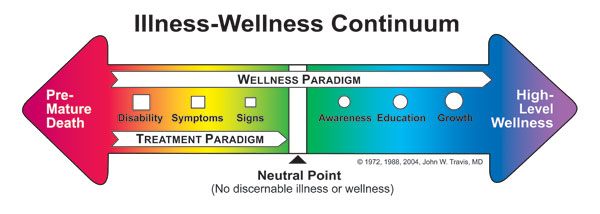 Illness-Wellness Continuum
WELLNESS PARADIGM
Pre-
Mature
Death
Disability Symptoms Signs Awareness Education Growth
High-
Level
Wellness
TREATMENT PARADIGM
© 1972, 1988, 2004, John W. Travis, MD
Neutral Point
(No discernable illness or wellness)